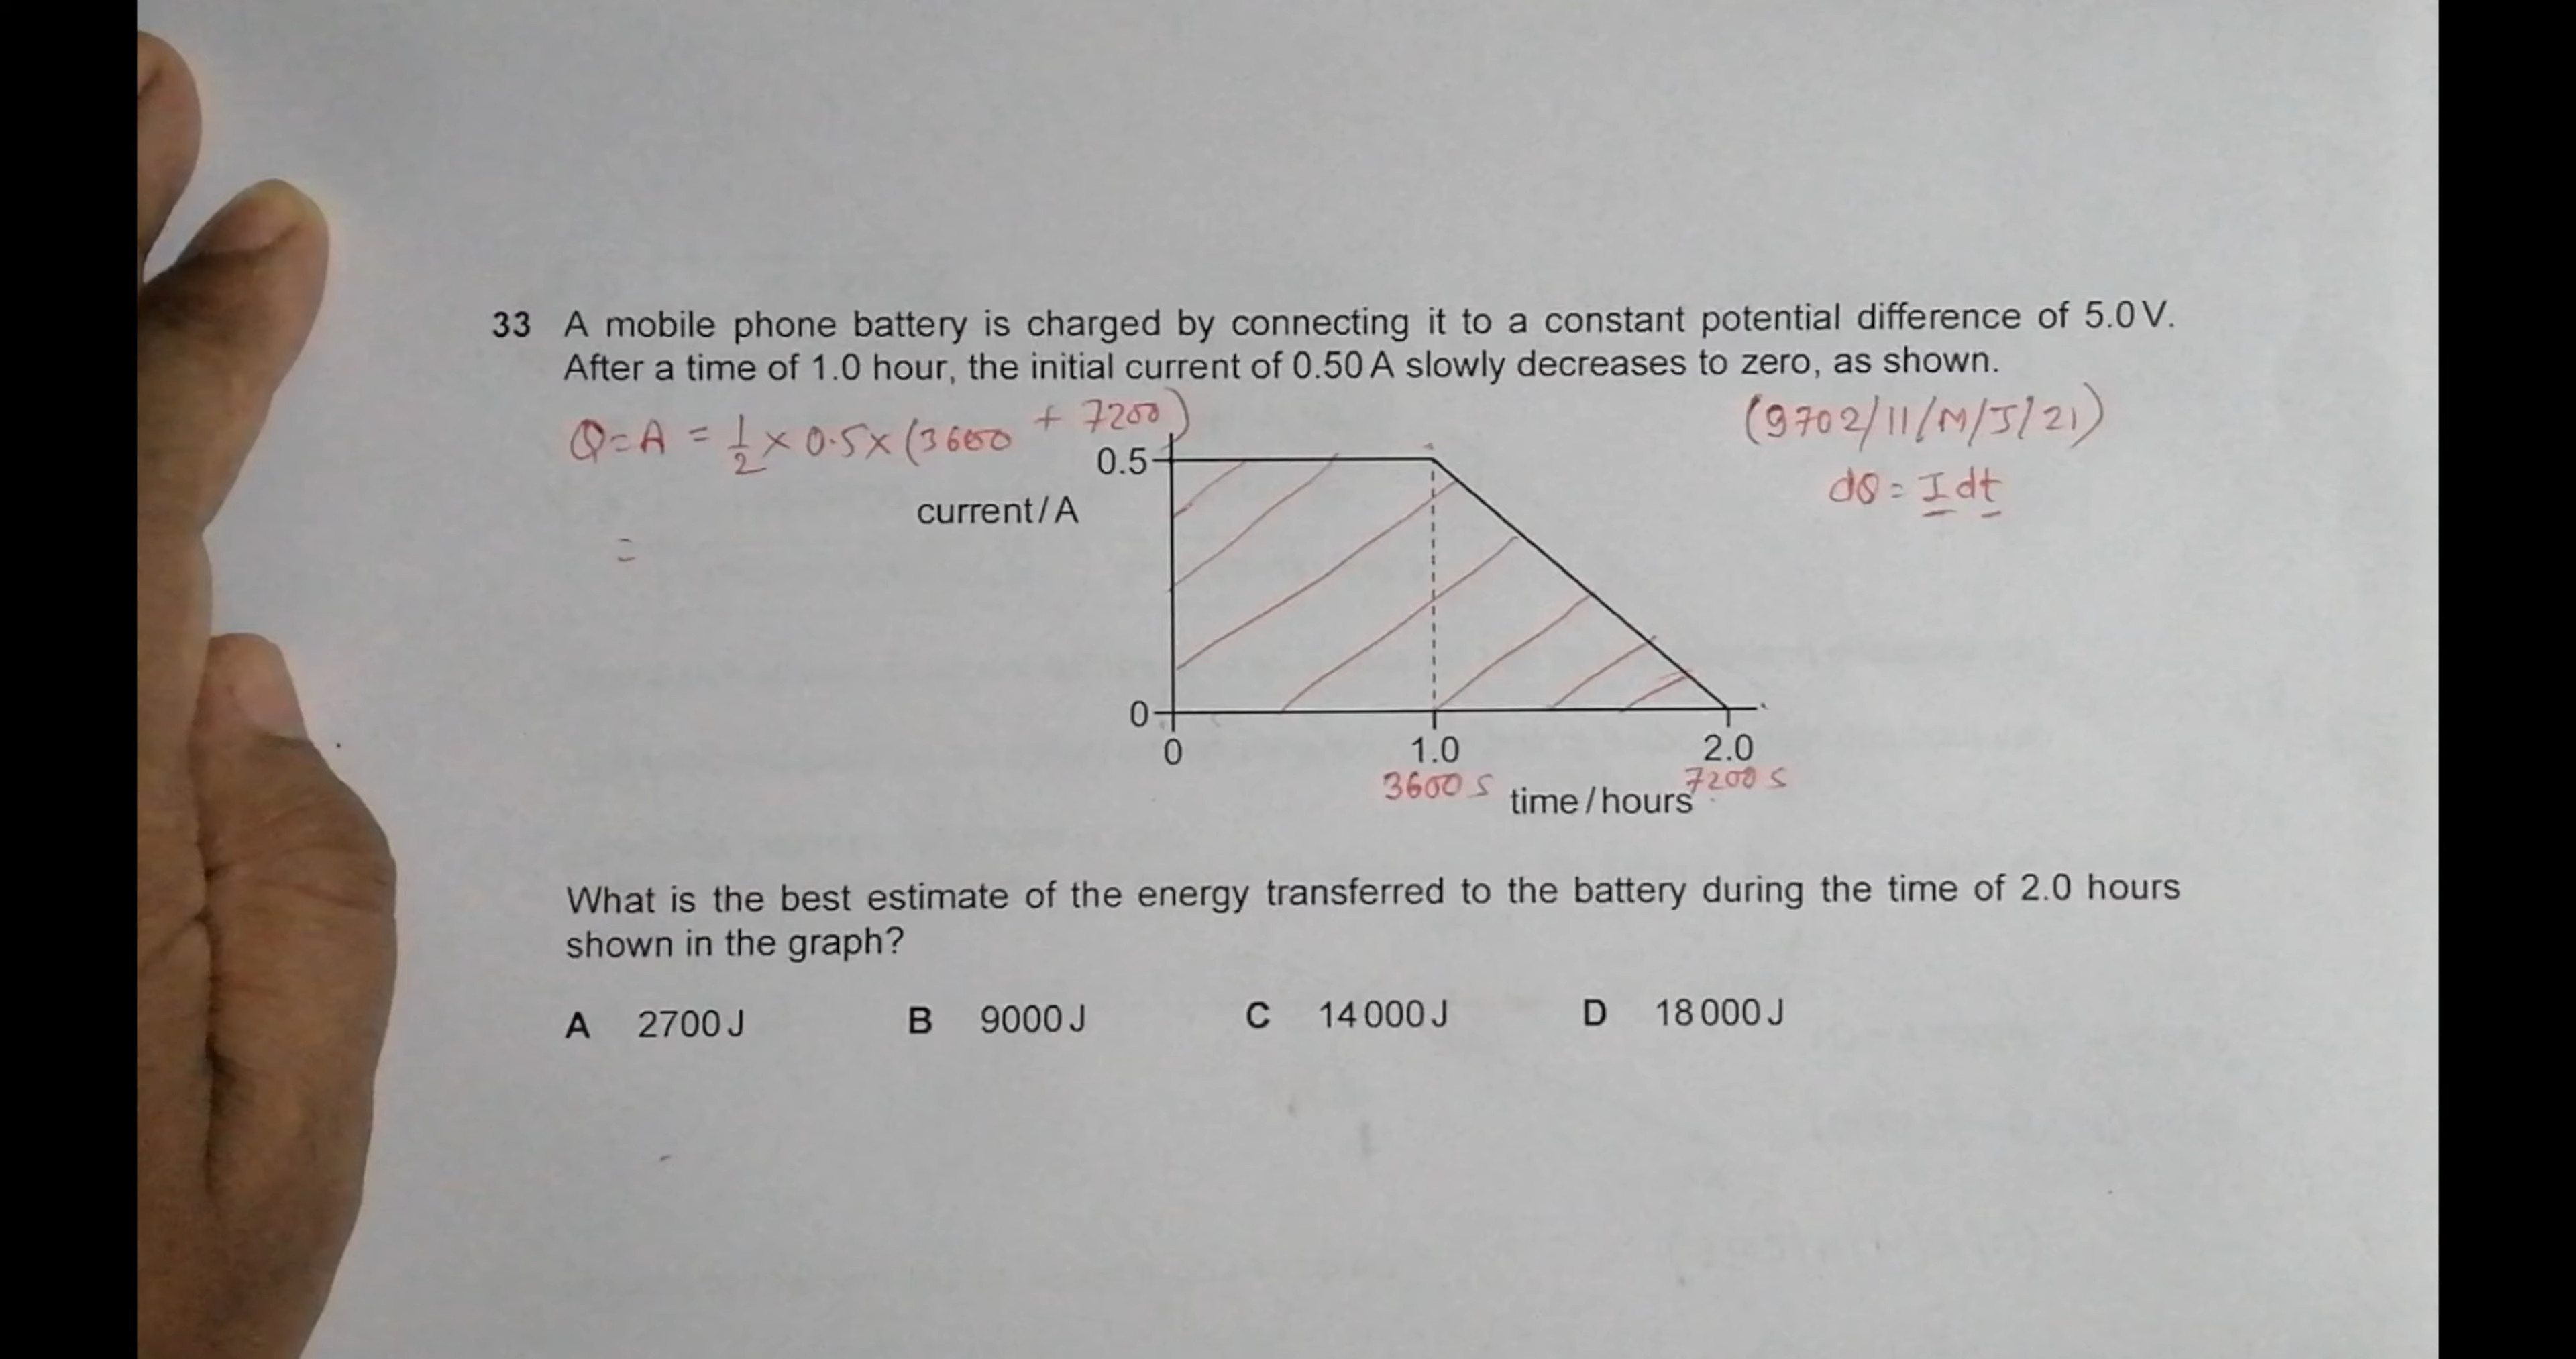 33 A mobile phone battery is charged by connecting it to a constant potential difference of 5.0 V.
After a time of 1.0 hour, the initial current of 0.50 A slowly decreases to zero, as shown.
Q = A = 1/2 × 0.5 × (3600 + 7200)
=
(9702/11/M/J/21)
dQ = I dt
0.5
current / A
0
0 1.0 2.0
3600 s 7200 s
time / hours
What is the best estimate of the energy transferred to the battery during the time of 2.0 hours
shown in the graph?
A 2700 J B 9000 J C 14 000 J D 18 000 J